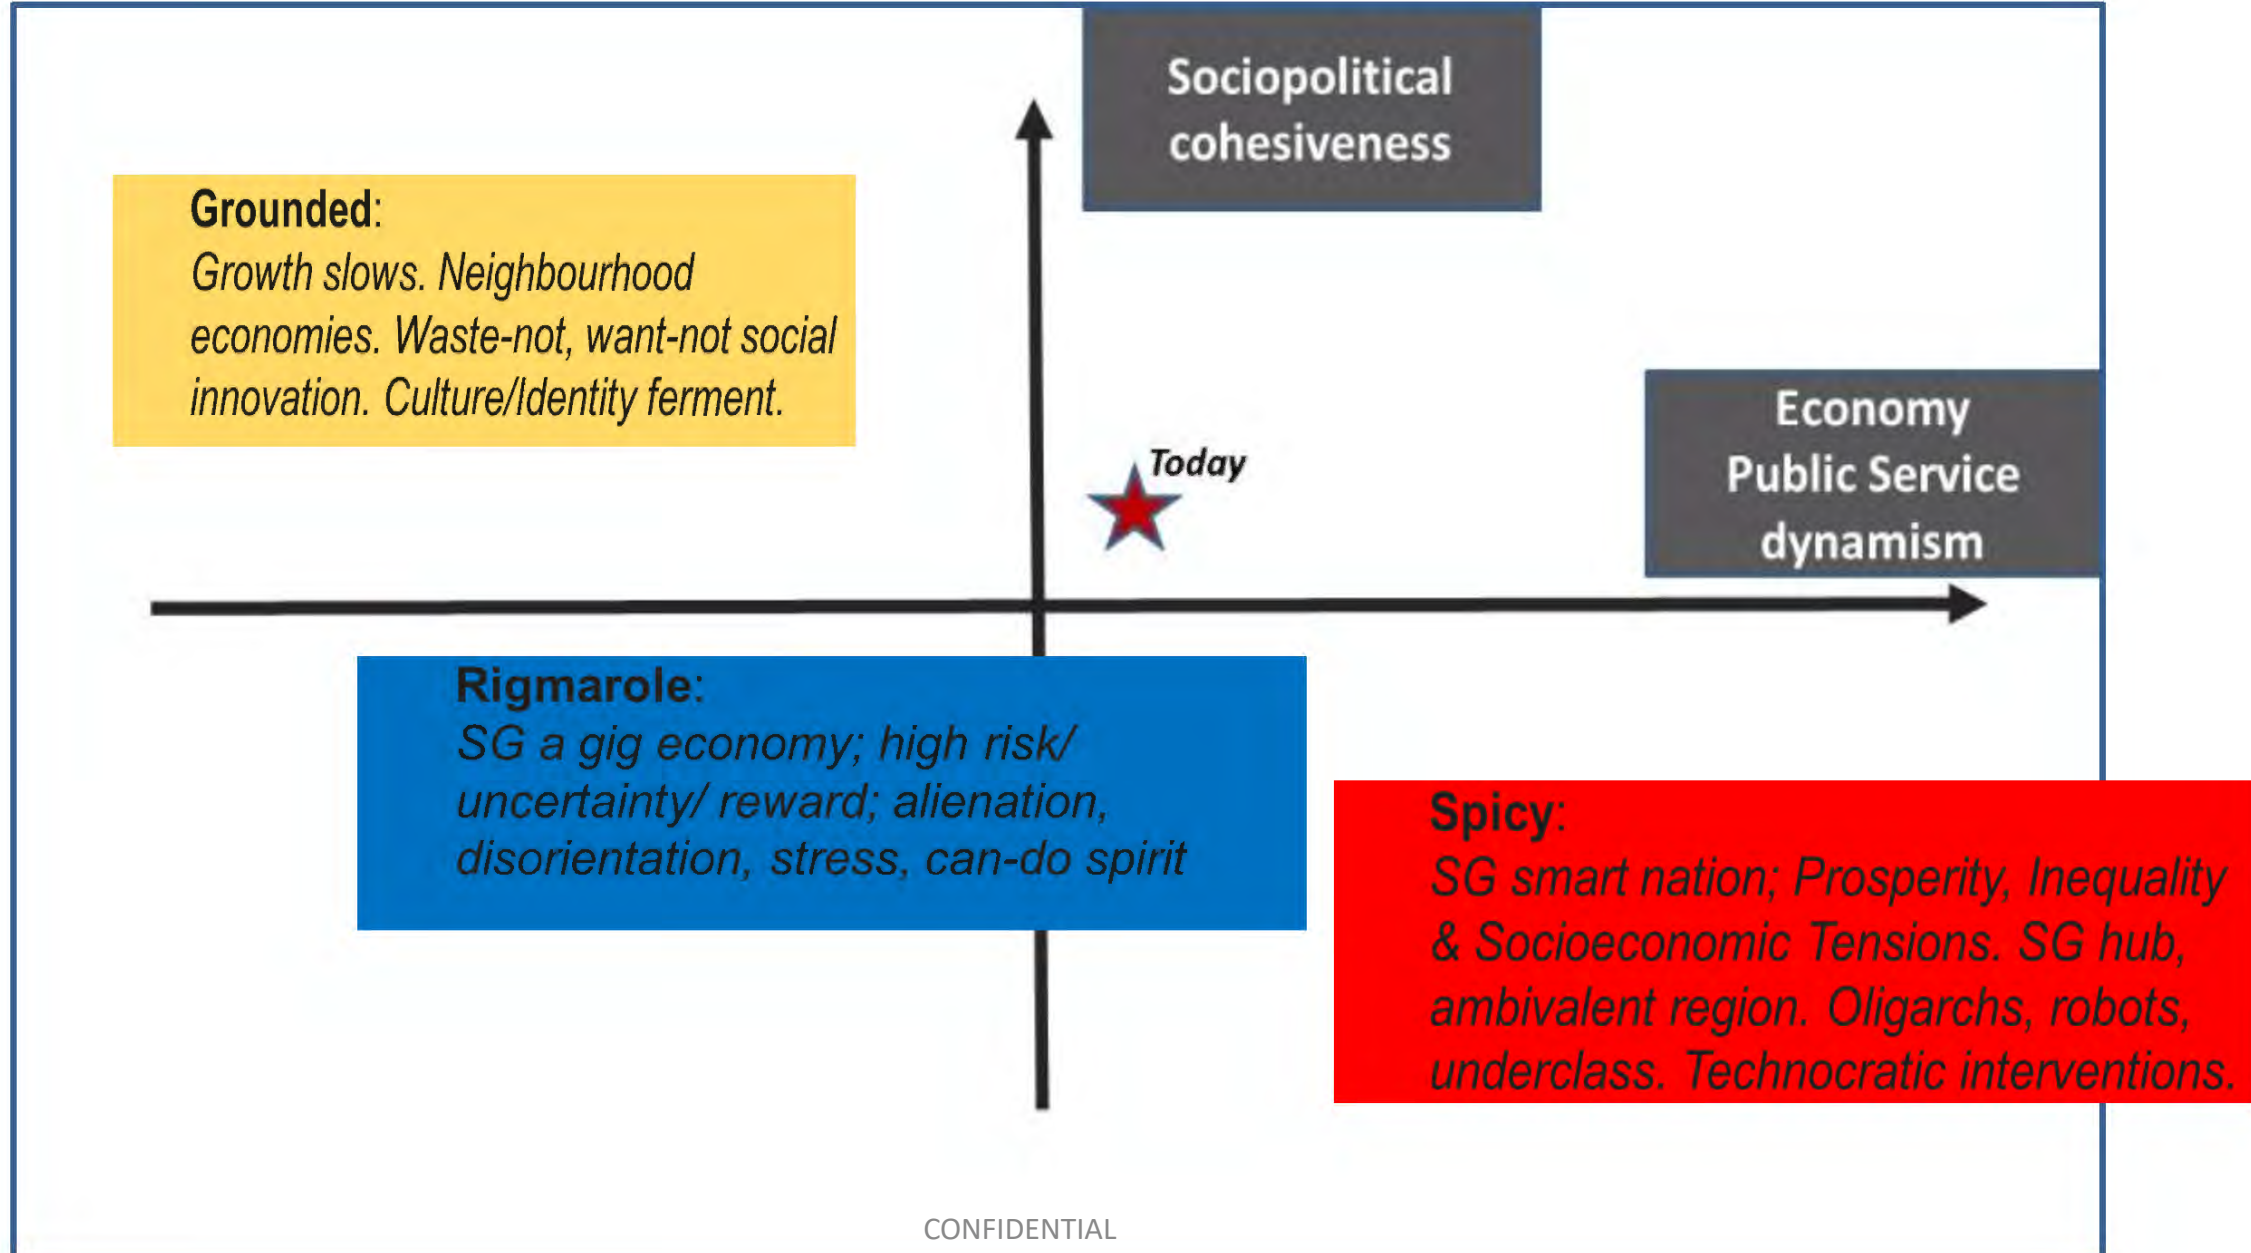 Sociopolitical
cohesiveness
Grounded:
Growth slows. Neighbourhood
economies. Waste-not, want-not social
innovation. Culture/Identity ferment.
Economy
Public Service
dynamism
Today
Rigmarole:
SG a gig economy; high risk/
uncertainty/ reward; alienation,
disorientation, stress, can-do spirit
Spicy:
SG smart nation; Prosperity, Inequality
& Socioeconomic Tensions. SG hub,
ambivalent region. Oligarchs, robots,
underclass. Technocratic interventions.
CONFIDENTIAL